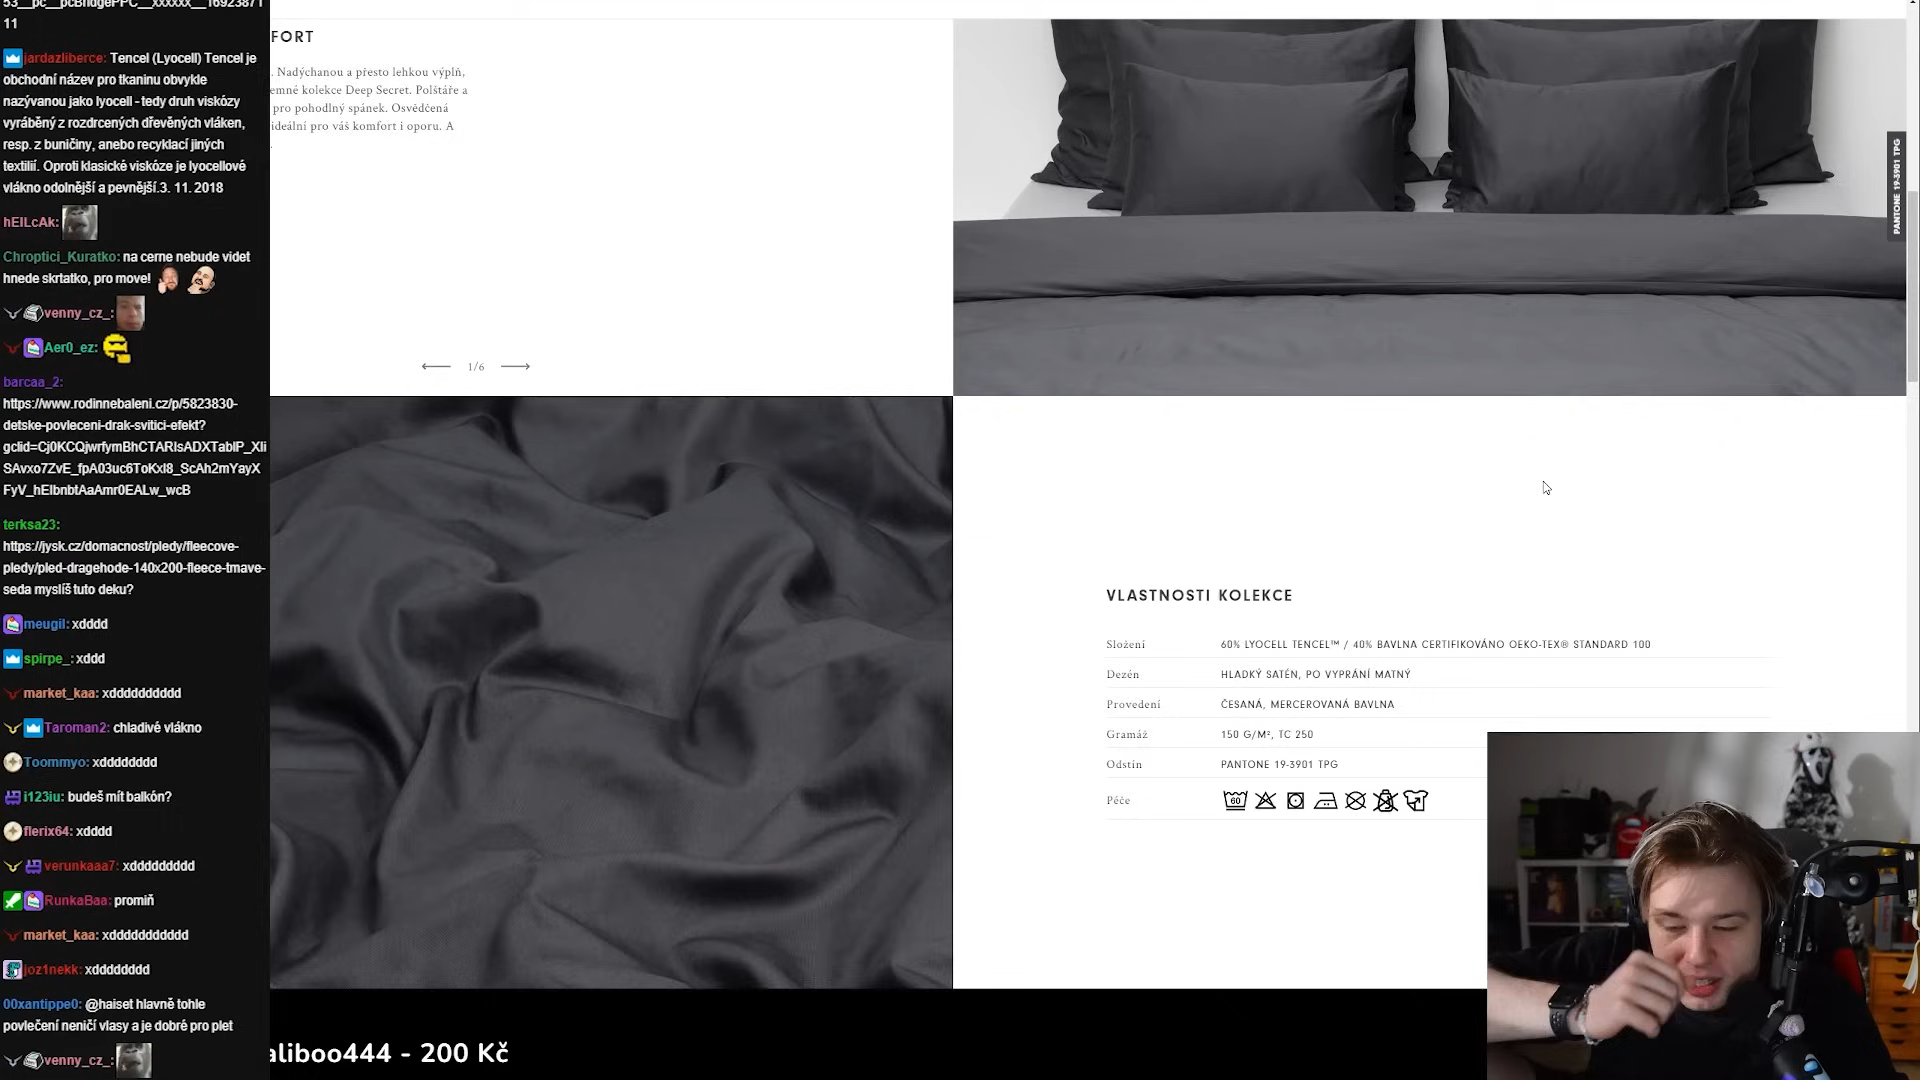 53__pc__pcBridgePPC__xxxxxx__16923871
11
jardazliberce: Tencel (Lyocell) Tencel je
obchodní název pro tkaninu obvykle
nazývanou jako lyocell - tedy druh viskózy
vyráběný z rozdrcených dřevěných vláken,
resp. z buničiny, anebo recyklací jiných
textilií. Oproti klasické viskóze je lyocellové
vlákno odolnější a pevnější.3. 11. 2018
hEILcAk:
Chroptici_Kuratko: na cerne nebude videt
hnede skrtatko, pro move!
venny_cz_:
Aer0_ez:
barcaa_2:
https://www.rodinnebaleni.cz/p/5823830-
detske-povleceni-drak-svitici-efekt?
gclid=Cj0KCQjwrfymBhCTARIsADXTabIP_XIi
SAvxo7ZvE_fpA03uc6ToKxI8_ScAh2mYayX
FyV_hEIbnbtAaAmr0EALw_wcB
terksa23:
https://jysk.cz/domacnost/pledy/fleecove-
pledy/pled-dragehode-140x200-fleece-tmave-
seda myslíš tuto deku?
meugil: xdddd
spirpe_: xddd
market_kaa: xdddddddddd
Taroman2: chladivé vlákno
Toommyo: xdddddddd
i123iu: budeš mít balkón?
flerix64: xdddd
verunkaaa7: xddddddddd
RunkaBaa: promiň
market_kaa: xddddddddddd
joz1nekk: xdddddddd
00xantippe0: @haiset hlavně tohle
povlečení neničí vlasy a je dobré pro plet
venny_cz_:
FORT
. Nadýchanou a přesto lehkou výplň,
emné kolekce Deep Secret. Polštáře a
pro pohodlný spánek. Osvědčená
ideální pro váš komfort i oporu. A
.
1/6
PANTONE 19-3901 TPG
VLASTNOSTI KOLEKCE
Složení 60% LYOCELL TENCEL™ / 40% BAVLNA CERTIFIKOVÁNO OEKO-TEX® STANDARD 100
Dezén HLADKÝ SATÉN, PO VYPRÁNÍ MATNÝ
Provedení ČESANÁ, MERCEROVANÁ BAVLNA
Gramáž 150 G/M², TC 250
Odstín PANTONE 19-3901 TPG
Péče 60
aliboo444 - 200 Kč